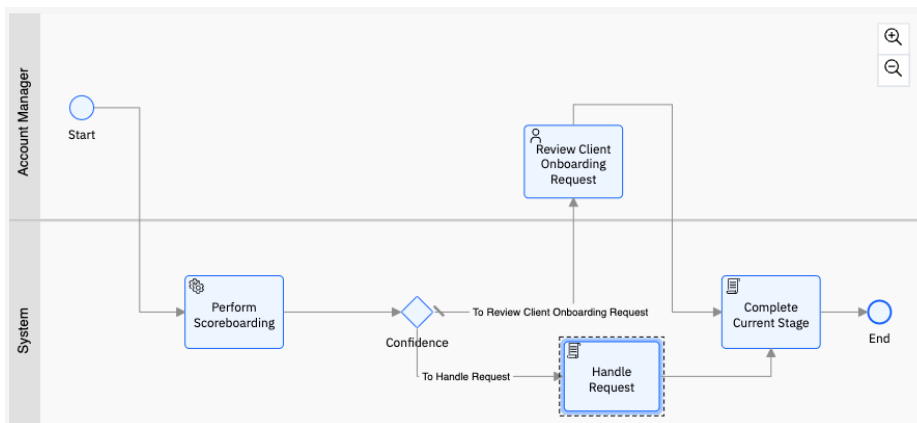 Account Manager
Start
Review Client
Onboarding
Request
System
Perform
Scoreboarding
Confidence
To Review Client Onboarding Request
To Handle Request
Handle
Request
Complete
Current Stage
End